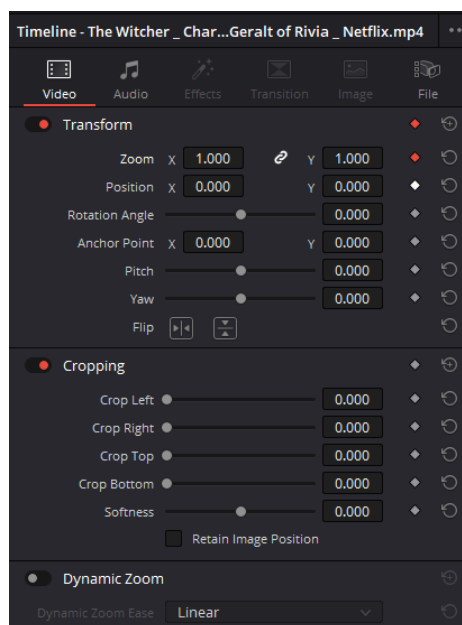 Timeline - The Witcher _ Char...Geralt of Rivia _ Netflix.mp4
Video Audio Effects Transition Image File
Transform
Zoom X 1.000 Y 1.000
Position X 0.000 Y 0.000
Rotation Angle 0.000
Anchor Point X 0.000 Y 0.000
Pitch 0.000
Yaw 0.000
Flip
Cropping
Crop Left 0.000
Crop Right 0.000
Crop Top 0.000
Crop Bottom 0.000
Softness 0.000
Retain Image Position
Dynamic Zoom
Dynamic Zoom Ease Linear